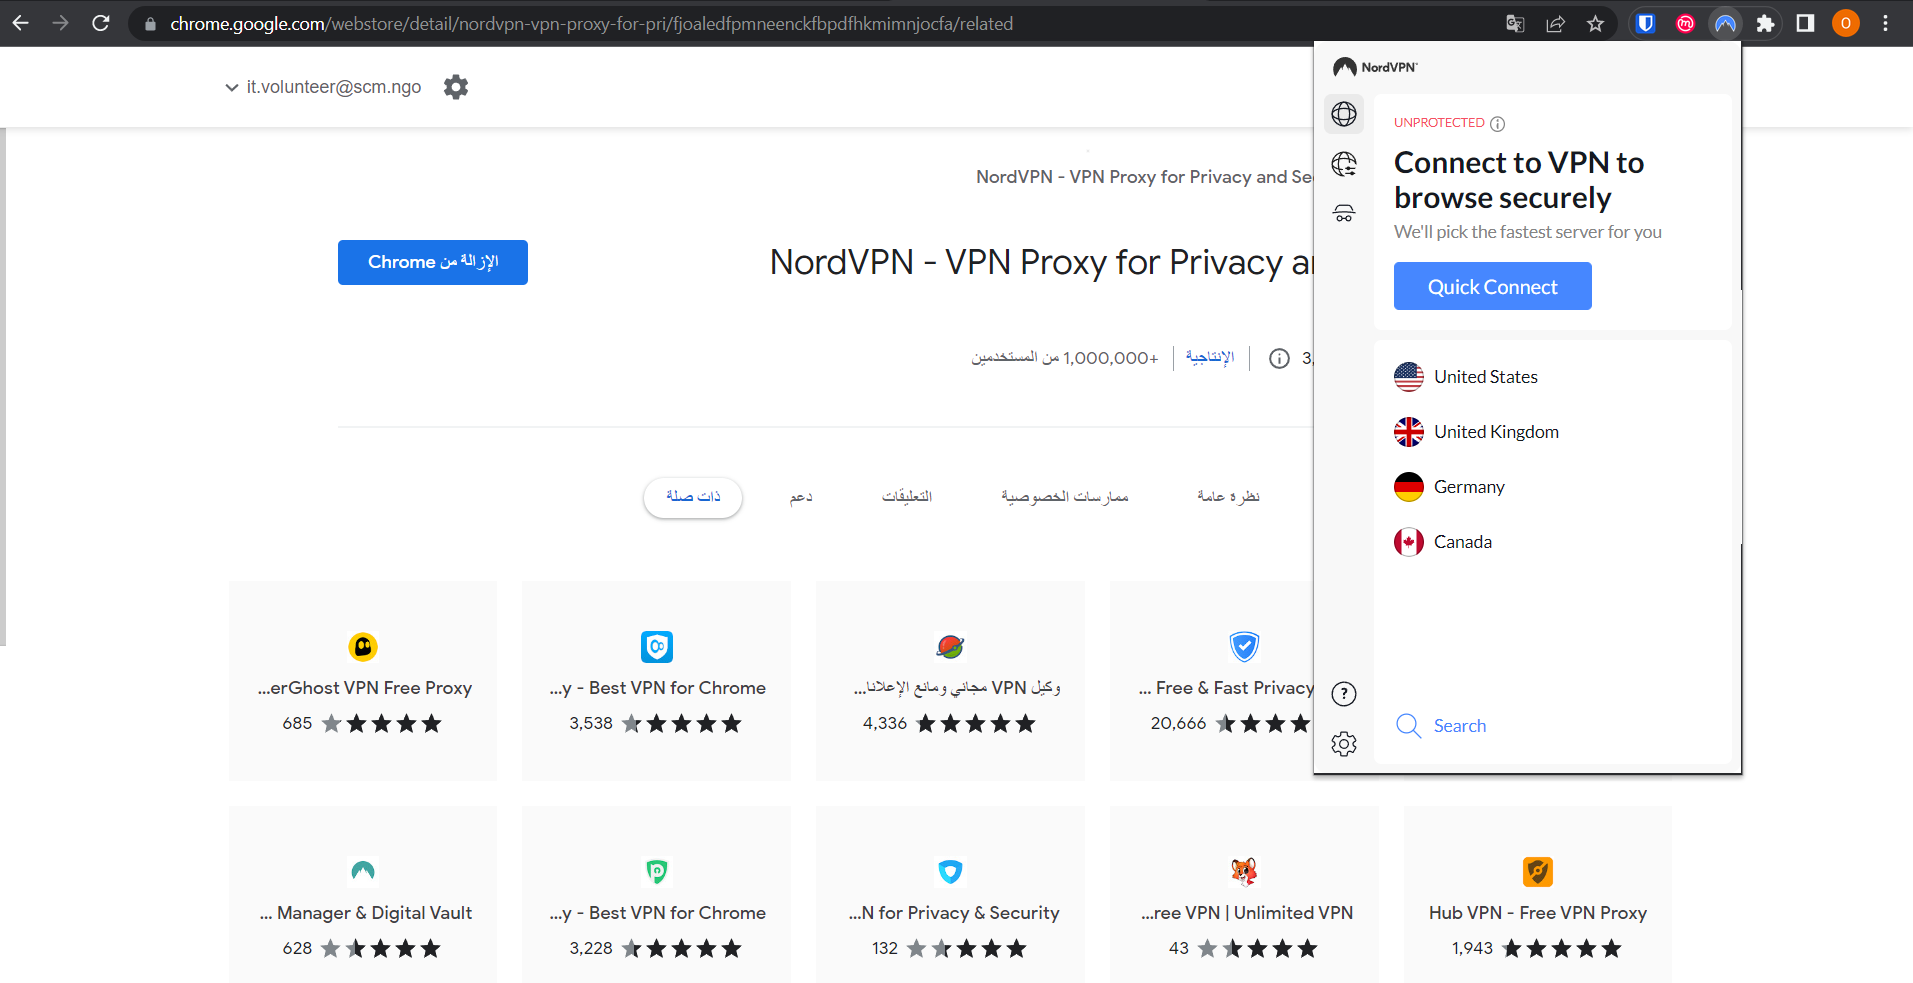 chrome.google.com/webstore/detail/nordvpn-vpn-proxy-for-pri/fjoaledfpmneenckfbpdfhkmimnjocfa/related
O
it.volunteer@scm.ngo
NordVPN - VPN Proxy for Privacy and Se
الإزالة من Chrome
NordVPN - VPN Proxy for Privacy a
3,
الإنتاجية
+1,000,000 من المستخدمين
نظرة عامة
ممارسات الخصوصية
التعليقات
دعم
ذات صلة
...erGhost VPN Free Proxy
685
...y - Best VPN for Chrome
3,538
وكيل VPN مجاني ومانع الإعلانا...
4,336
... Free & Fast Privacy
20,666
... Manager & Digital Vault
628
...y - Best VPN for Chrome
3,228
...N for Privacy & Security
132
...ree VPN | Unlimited VPN
43
Hub VPN - Free VPN Proxy
1,943
NordVPN
UNPROTECTED
Connect to VPN to
browse securely
We'll pick the fastest server for you
Quick Connect
United States
United Kingdom
Germany
Canada
Search